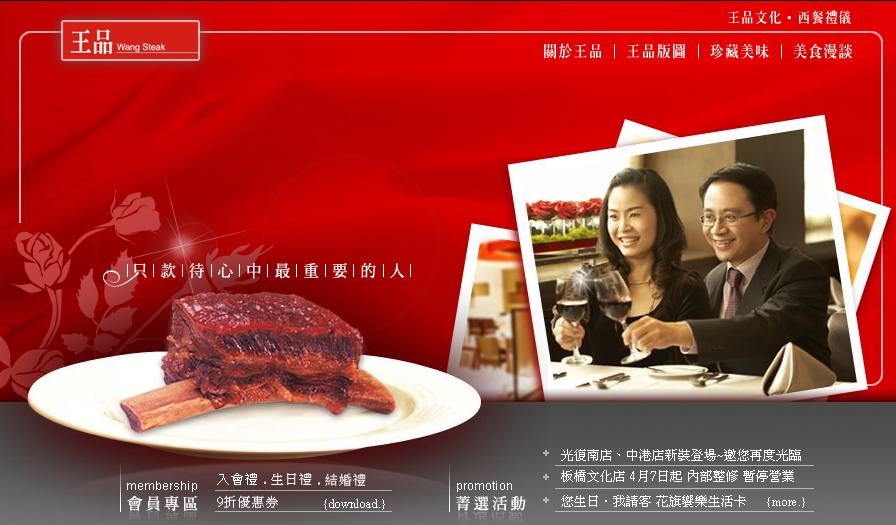 王品文化・西餐禮儀
王品 Wang Steak
關於王品｜王品版圖｜珍藏美味｜美食漫談
只|款|待|心|中|最|重|要|的|人|
光復南店、中港店新裝登場~邀您再度光臨
membership 入會禮．生日禮．結婚禮
promotion 板橋文化店 4月7日起 內部整修 暫停營業
會員專區 9折優惠券 {download.}
菁選活動 您生日・我請客 花旗饗樂生活卡 {more.}